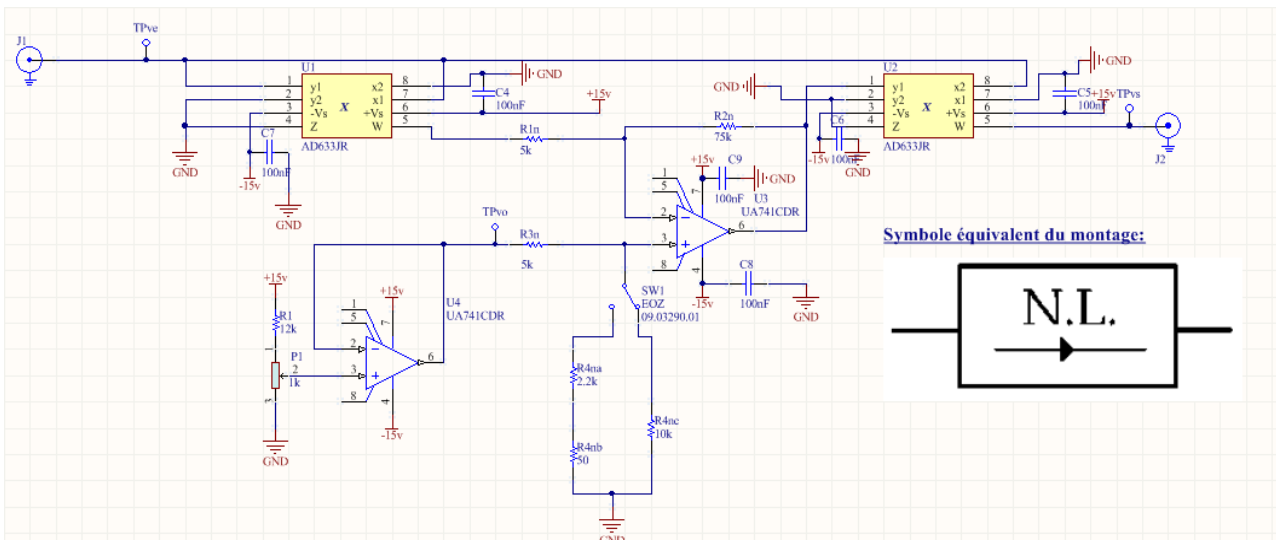 TPve
J1
U1
1 y1 x2 8
2 y2 x1 7
3 -Vs +Vs 6
4 Z W 5
X
AD633JR
GND
C4
100nF
+15v
C7
100nF
-15v
GND
GND
R1n
5k
R2n
75k
U2
1 y1 x2 8
2 y2 x1 7
3 -Vs +Vs 6
4 Z W 5
X
AD633JR
GND
GND
C5
100nF
+15v
TPvs
J2
C6
100nF
-15v
GND
+15v
C9
100nF
GND
U3
UA741CDR
1
5
2
3
8
7
6
4
-15v
C8
100nF
GND
TPvo
R3n
5k
SW1
EOZ
09.03290.01
+15v
R1
12k
P1
1k
1
2
3
GND
+15v
U4
UA741CDR
1
5
2
3
8
7
6
4
-15v
R4na
2.2k
R4nb
50
R4nc
10k
GND
Symbole équivalent du montage:
N.L.